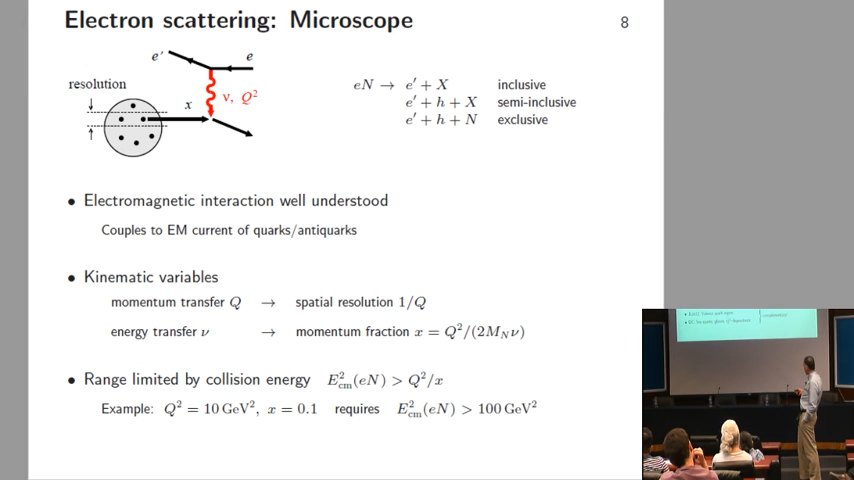 Electron scattering: Microscope
8
e' e
resolution
x ν, Q²
eN → e′ + X inclusive
e′ + h + X semi-inclusive
e′ + h + N exclusive
• Electromagnetic interaction well understood
Couples to EM current of quarks/antiquarks
• Kinematic variables
momentum transfer Q → spatial resolution 1/Q
energy transfer ν → momentum fraction x = Q²/(2M_Nν)
• Range limited by collision energy E²_cm(eN) > Q²/x
Example: Q² = 10 GeV², x = 0.1 requires E²_cm(eN) > 100 GeV²